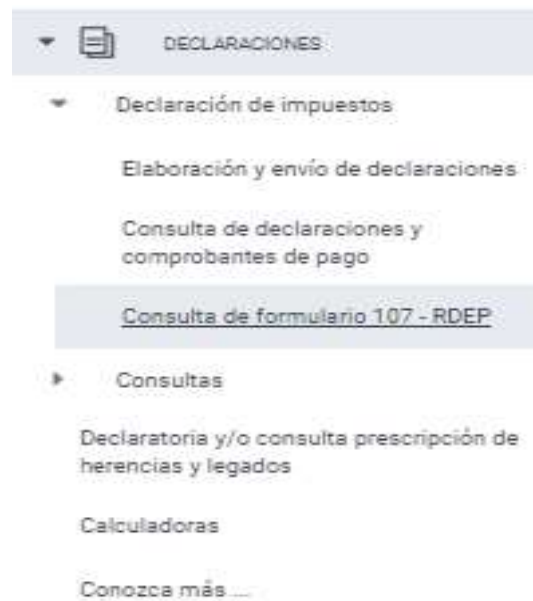 DECLARACIONES
Declaración de impuestos
Elaboración y envío de declaraciones
Consulta de declaraciones y
comprobantes de pago
Consulta de formulario 107 - RDEP
Consultas
Declaratoria y/o consulta prescripción de
herencias y legados
Calculadoras
Conozca más ...